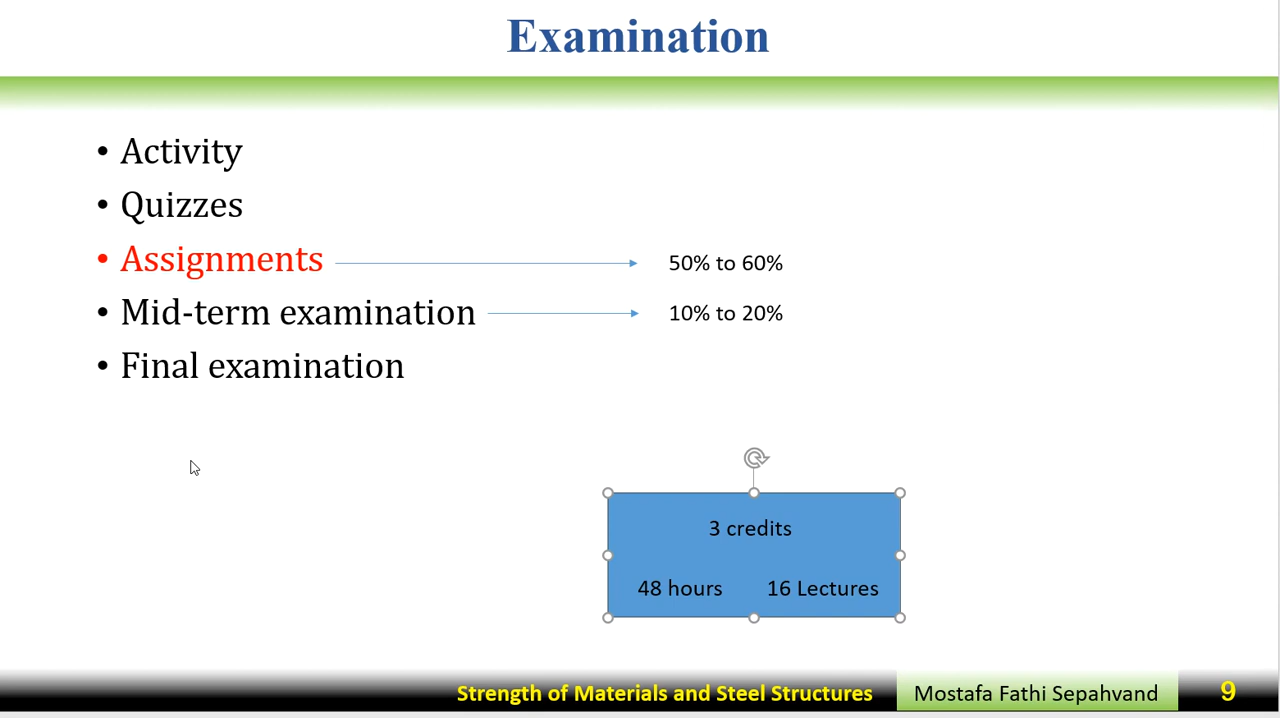 Examination
• Activity
• Quizzes
• Assignments 50% to 60%
• Mid-term examination 10% to 20%
• Final examination
3 credits
48 hours 16 Lectures
Strength of Materials and Steel Structures Mostafa Fathi Sepahvand 9